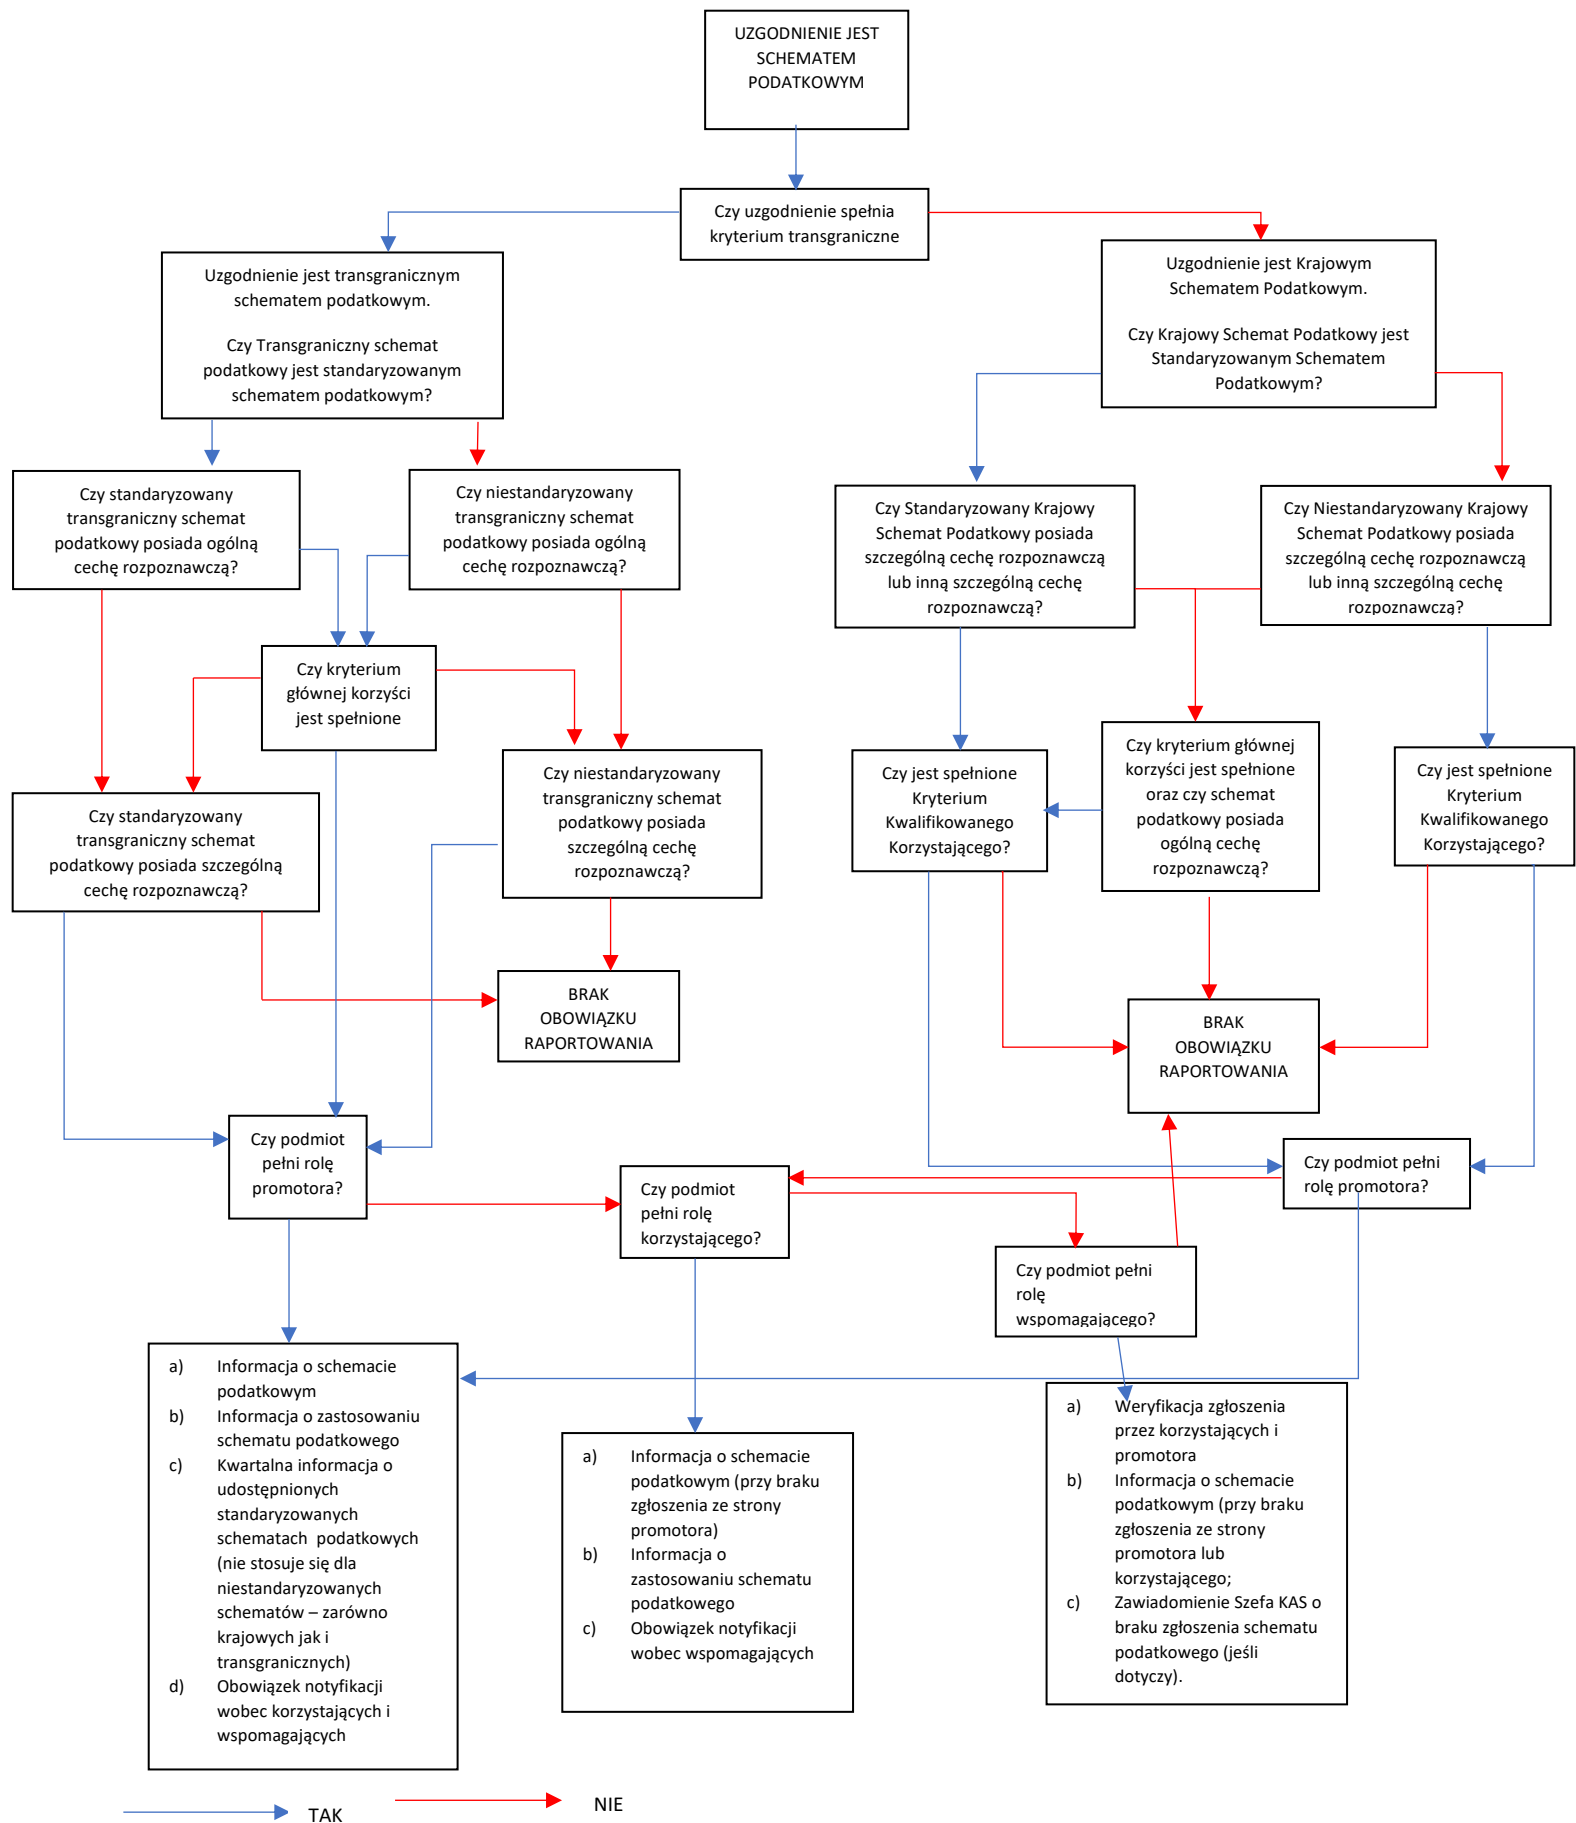 UZGODNIENIE JEST
SCHEMATEM
PODATKOWYM
Czy uzgodnienie spełnia
kryterium transgraniczne
Uzgodnienie jest transgranicznym
schematem podatkowym.
Czy Transgraniczny schemat
podatkowy jest standaryzowanym
schematem podatkowym?
Uzgodnienie jest Krajowym
Schematem Podatkowym.
Czy Krajowy Schemat Podatkowy jest
Standaryzowanym Schematem
Podatkowym?
Czy standaryzowany
transgraniczny schemat
podatkowy posiada ogólną
cechę rozpoznawczą?
Czy niestandaryzowany
transgraniczny schemat
podatkowy posiada ogólną
cechę rozpoznawczą?
Czy Standaryzowany Krajowy
Schemat Podatkowy posiada
szczególną cechę rozpoznawczą
lub inną szczególną cechę
rozpoznawczą?
Czy Niestandaryzowany Krajowy
Schemat Podatkowy posiada
szczególną cechę rozpoznawczą
lub inną szczególną cechę
rozpoznawczą?
Czy kryterium
głównej korzyści
jest spełnione
Czy standaryzowany
transgraniczny schemat
podatkowy posiada szczególną
cechę rozpoznawczą?
Czy niestandaryzowany
transgraniczny schemat
podatkowy posiada
szczególną cechę
rozpoznawczą?
Czy jest spełnione
Kryterium
Kwalifikowanego
Korzystającego?
Czy kryterium głównej
korzyści jest spełnione
oraz czy schemat
podatkowy posiada
ogólną cechę
rozpoznawczą?
Czy jest spełnione
Kryterium
Kwalifikowanego
Korzystającego?
BRAK
OBOWIĄZKU
RAPORTOWANIA
BRAK
OBOWIĄZKU
RAPORTOWANIA
Czy podmiot
pełni rolę
promotora?
Czy podmiot
pełni rolę
korzystającego?
Czy podmiot pełni
rolę promotora?
Czy podmiot pełni
rolę
wspomagającego?
a) Informacja o schemacie
podatkowym
b) Informacja o zastosowaniu
schematu podatkowego
c) Kwartalna informacja o
udostępnionych
standaryzowanych
schematach podatkowych
(nie stosuje się dla
niestandaryzowanych
schematów – zarówno
krajowych jak i
transgranicznych)
d) Obowiązek notyfikacji
wobec korzystających i
wspomagających
a) Informacja o schemacie
podatkowym (przy braku
zgłoszenia ze strony
promotora)
b) Informacja o
zastosowaniu schematu
podatkowego
c) Obowiązek notyfikacji
wobec wspomagających
a) Weryfikacja zgłoszenia
przez korzystających i
promotora
b) Informacja o schemacie
podatkowym (przy braku
zgłoszenia ze strony
promotora lub
korzystającego;
c) Zawiadomienie Szefa KAS o
braku zgłoszenia schematu
podatkowego (jeśli
dotyczy).
TAK
NIE